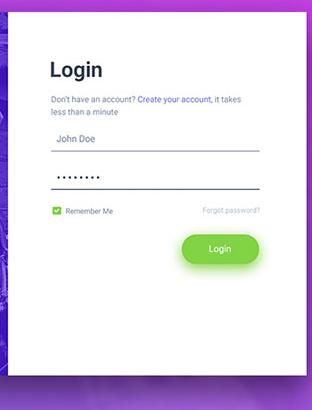 Login
Don't have an account? Create your account, it takes
less than a minute
John Doe
••••••••
Remember Me Forgot password?
Login